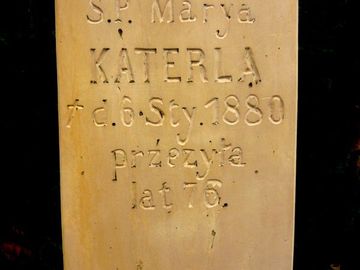 Ś.P. Marya
KATERLA
† d. 6 Sty. 1880
przeżyła
lat 76.